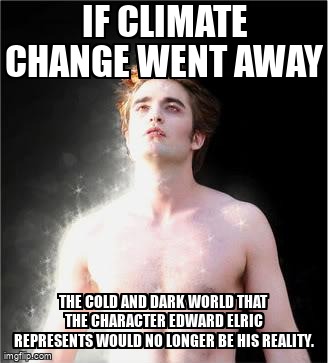 IF CLIMATE
CHANGE WENT AWAY
THE COLD AND DARK WORLD THAT
THE CHARACTER EDWARD ELRIC
REPRESENTS WOULD NO LONGER BE HIS REALITY.
imgflip.com